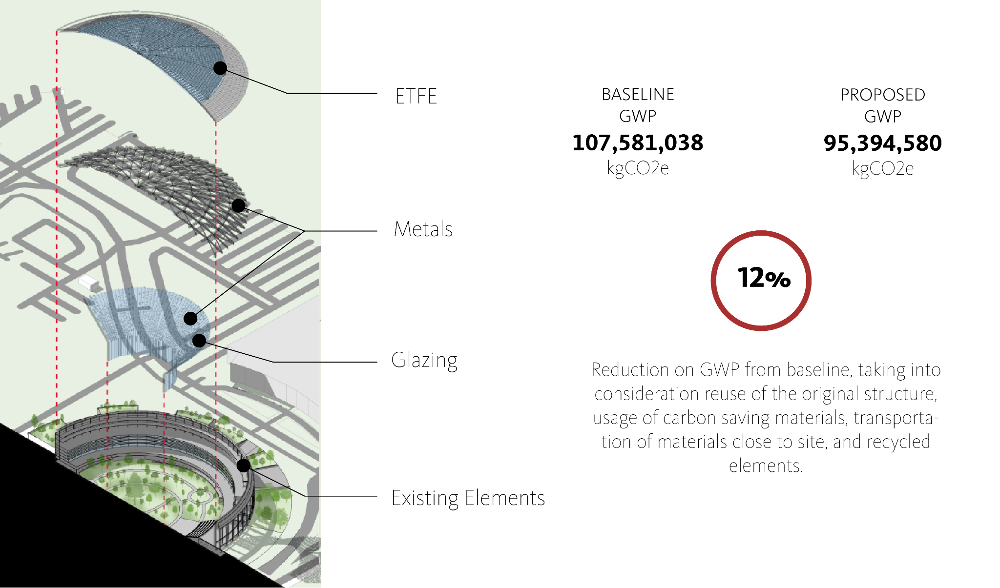 ETFE
Metals
Glazing
Existing Elements
BASELINE
GWP
107,581,038
kgCO2e
PROPOSED
GWP
95,394,580
kgCO2e
12%
Reduction on GWP from baseline, taking into
consideration reuse of the original structure,
usage of carbon saving materials, transporta-
tion of materials close to site, and recycled
elements.